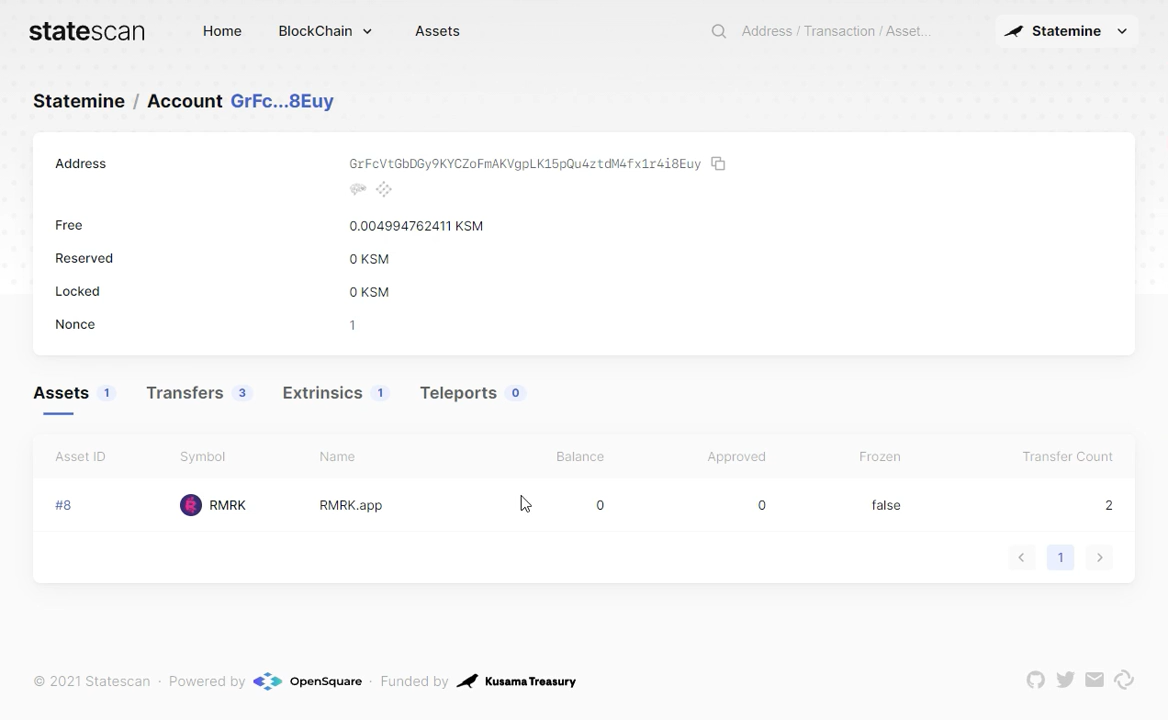 statescan Home BlockChain Assets Address / Transaction / Asset... Statemine
Statemine / Account GrFc...8Euy
Address GrFcVtGbDGy9KYCZoFmAKVgpLK15pQu4ztdM4fx1r4i8Euy
Free 0.004994762411 KSM
Reserved 0 KSM
Locked 0 KSM
Nonce 1
Assets 1 Transfers 3 Extrinsics 1 Teleports 0
Asset ID Symbol Name Balance Approved Frozen Transfer Count
#8 RMRK RMRK.app 0 0 false 2
1
© 2021 Statescan · Powered by OpenSquare · Funded by Kusama Treasury